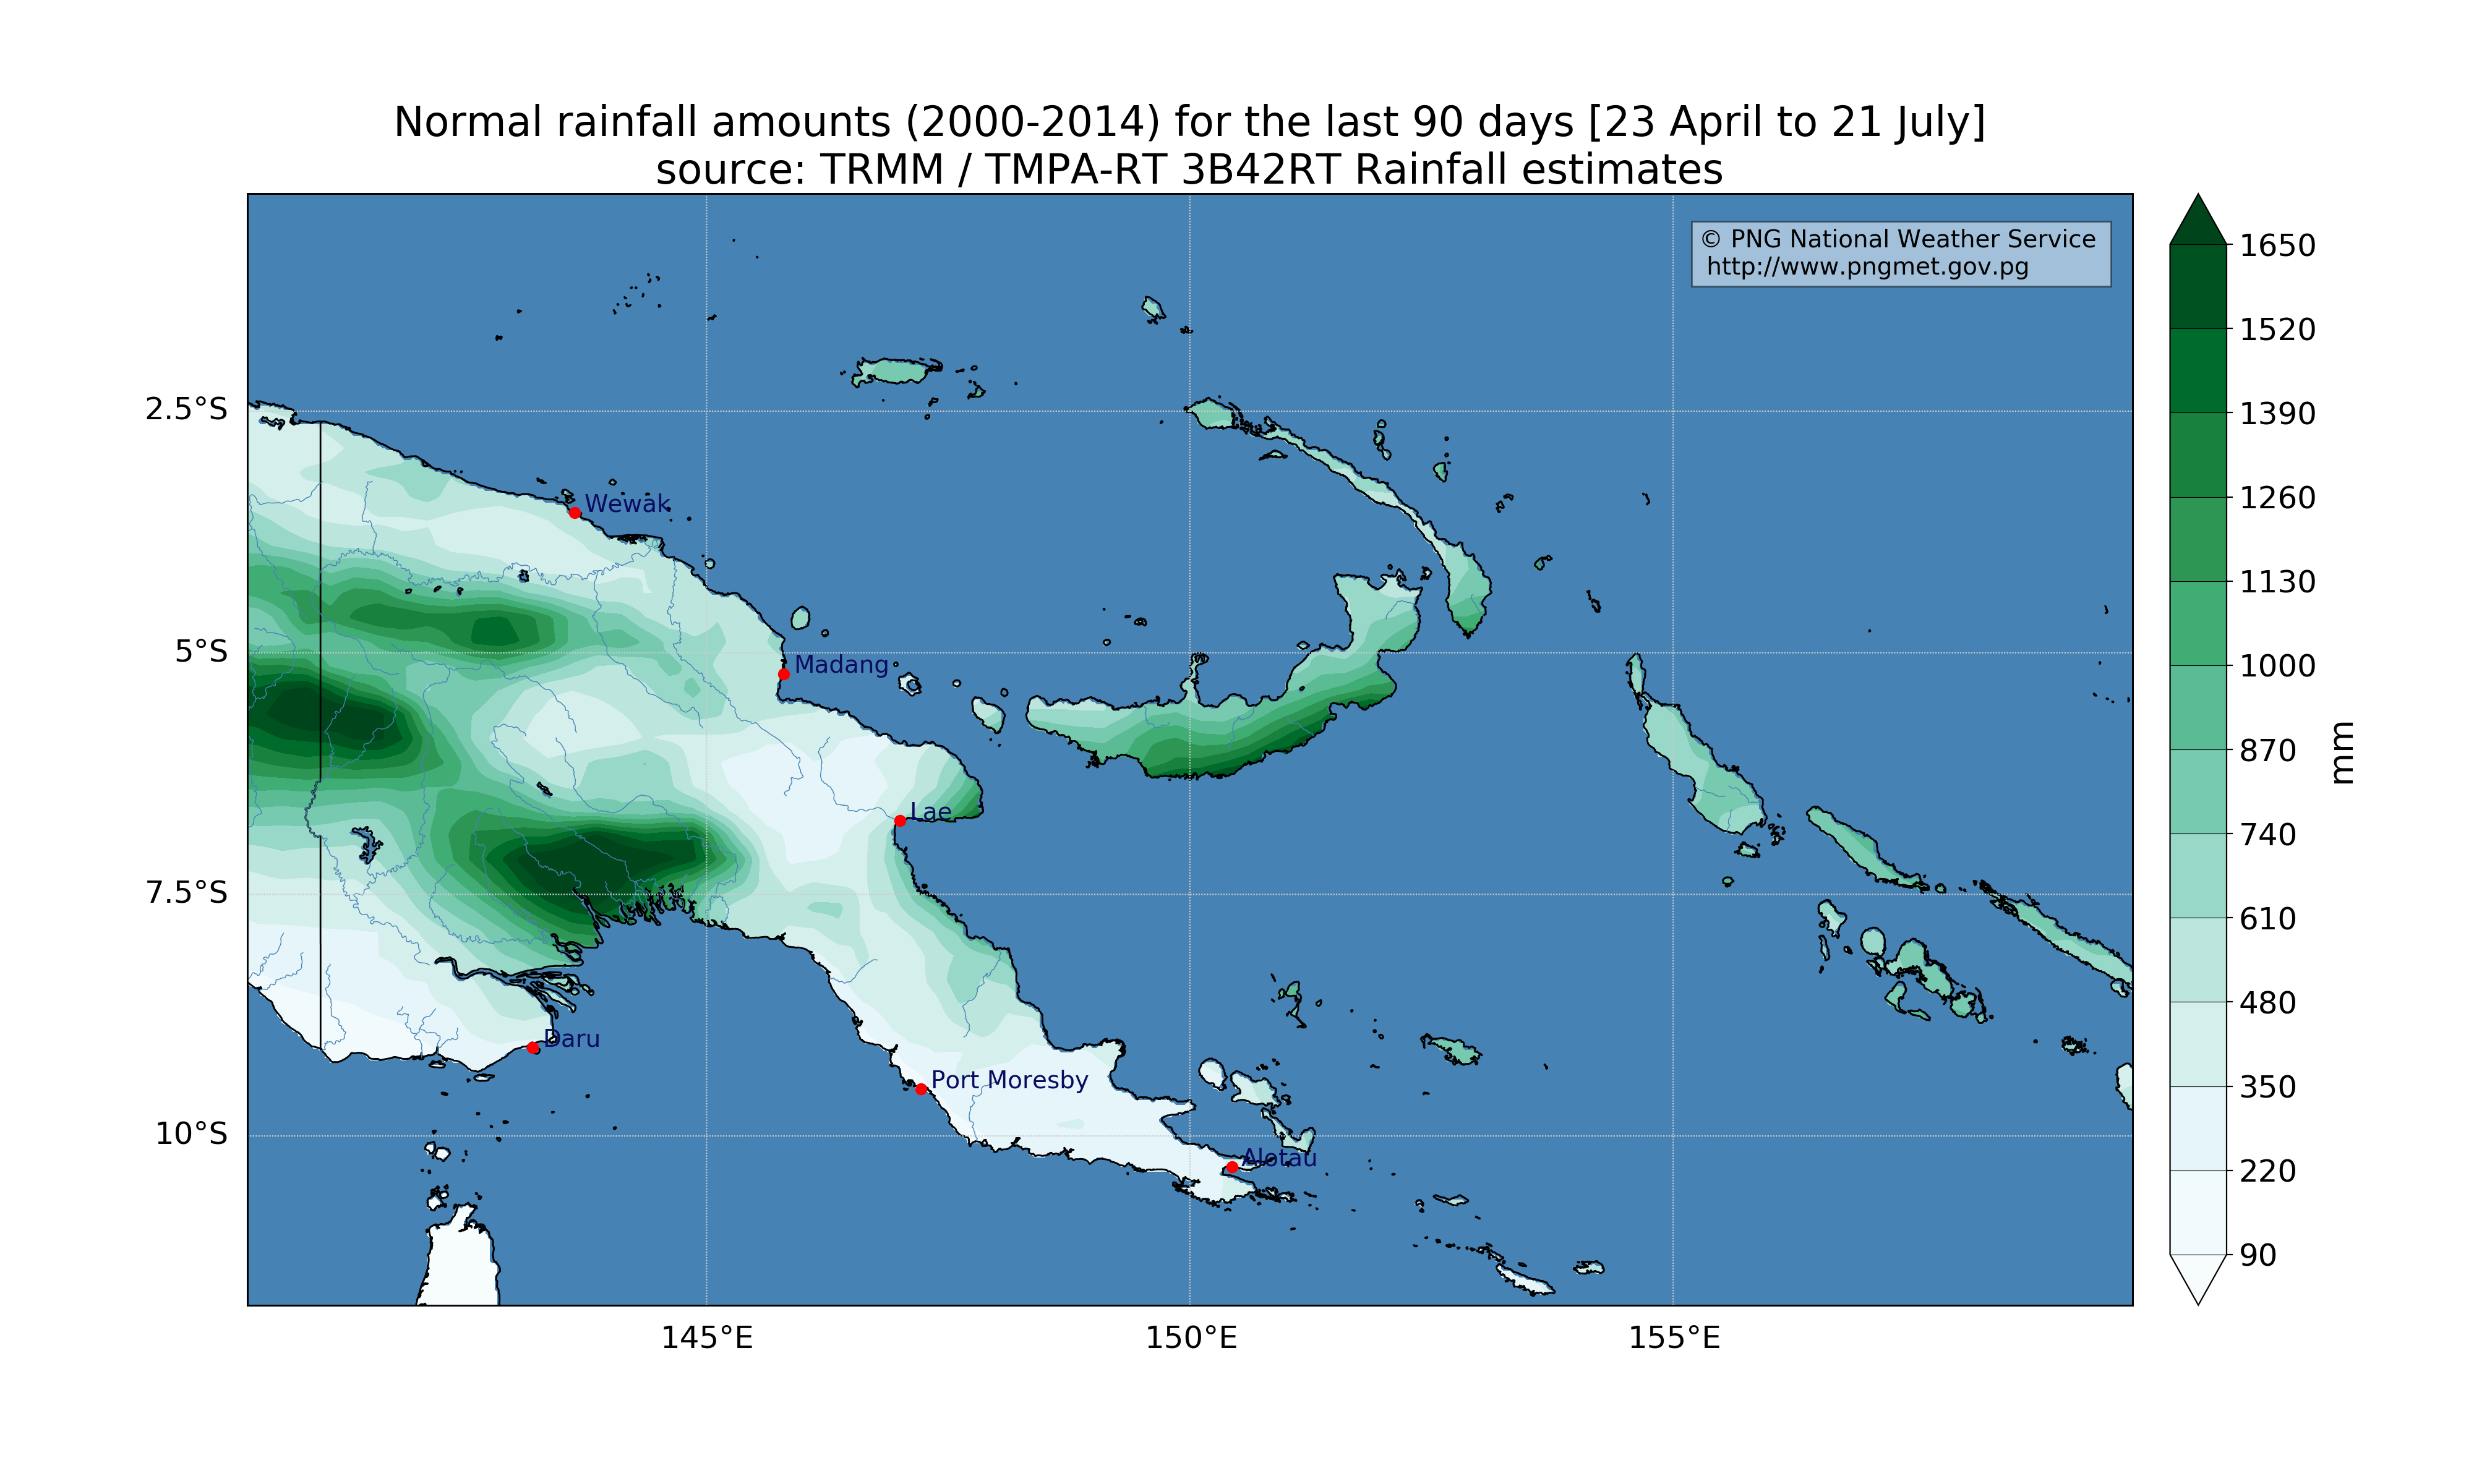 Normal rainfall amounts (2000-2014) for the last 90 days [23 April to 21 July]
source: TRMM / TMPA-RT 3B42RT Rainfall estimates
© PNG National Weather Service
http://www.pngmet.gov.pg
1650
1520
1390
1260
1130
1000
870
740
610
480
350
220
90
mm
2.5°S
5°S
7.5°S
10°S
Wewak
Madang
Lae
Daru
Port Moresby
Alotau
145°E
150°E
155°E